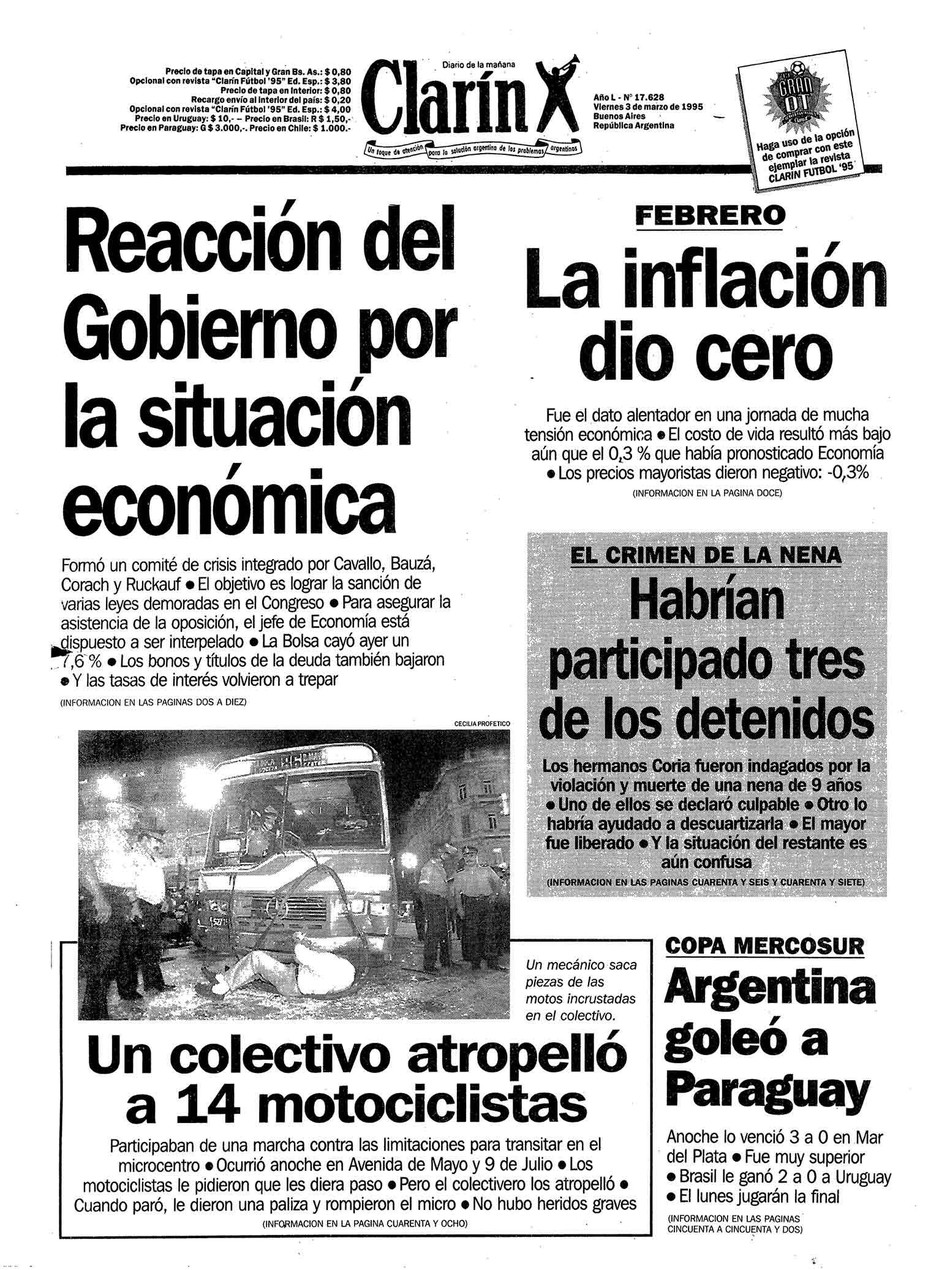 Precio de tapa en Capital y Gran Bs. As.: $ 0,80
Opcional con revista "Clarín Fútbol '95" Ed. Esp.: $ 3,80
Precio de tapa en Interior: $ 0,80
Recargo envío al interior del país: $ 0,20
Opcional con revista "Clarín Fútbol '95" Ed. Esp.: $ 4,00
Precio en Uruguay: $ 10,- -- Precio en Brasil: R $ 1,50,-
Precio en Paraguay: G $ 3.000,-. Precio en Chile: $ 1.000.-
Diario de la mañana
Clarín
Un toque de atención para la solución argentina de los problemas argentinos
Año L - N° 17.628
Viernes 3 de marzo de 1995
Buenos Aires
República Argentina
GRAN
DT
Haga uso de la opción
de comprar con este
ejemplar la revista
CLARIN FUTBOL '95
Reacción del
Gobierno por
la situación
económica
Formó un comité de crisis integrado por Cavallo, Bauzá,
Corach y Ruckauf ● El objetivo es lograr la sanción de
varias leyes demoradas en el Congreso ● Para asegurar la
asistencia de la oposición, el jefe de Economía está
dispuesto a ser interpelado ● La Bolsa cayó ayer un
7,6 % ● Los bonos y títulos de la deuda también bajaron
● Y las tasas de interés volvieron a trepar
(INFORMACION EN LAS PAGINAS DOS A DIEZ)
FEBRERO
La inflación
dio cero
Fue el dato alentador en una jornada de mucha
tensión económica ● El costo de vida resultó más bajo
aún que el 0,3 % que había pronosticado Economía
● Los precios mayoristas dieron negativo: -0,3%
(INFORMACION EN LA PAGINA DOCE)
EL CRIMEN DE LA NENA
Habrían
participado tres
de los detenidos
Los hermanos Coria fueron indagados por la
violación y muerte de una nena de 9 años
● Uno de ellos se declaró culpable ● Otro lo
habría ayudado a descuartizarla ● El mayor
fue liberado ● Y la situación del restante es
aún confusa
(INFORMACION EN LAS PAGINAS CUARENTA Y SEIS Y CUARENTA Y SIETE)
CECILIA PROFETICO
Un mecánico saca
piezas de las
motos incrustadas
en el colectivo.
Un colectivo atropelló
a 14 motociclistas
Participaban de una marcha contra las limitaciones para transitar en el
microcentro ● Ocurrió anoche en Avenida de Mayo y 9 de Julio ● Los
motociclistas le pidieron que les diera paso ● Pero el colectivero los atropelló ●
Cuando paró, le dieron una paliza y rompieron el micro ● No hubo heridos graves
(INFORMACION EN LA PAGINA CUARENTA Y OCHO)
COPA MERCOSUR
Argentina
goleó a
Paraguay
Anoche lo venció 3 a 0 en Mar
del Plata ● Fue muy superior
● Brasil le ganó 2 a 0 a Uruguay
● El lunes jugarán la final
(INFORMACION EN LAS PAGINAS
CINCUENTA A CINCUENTA Y DOS)